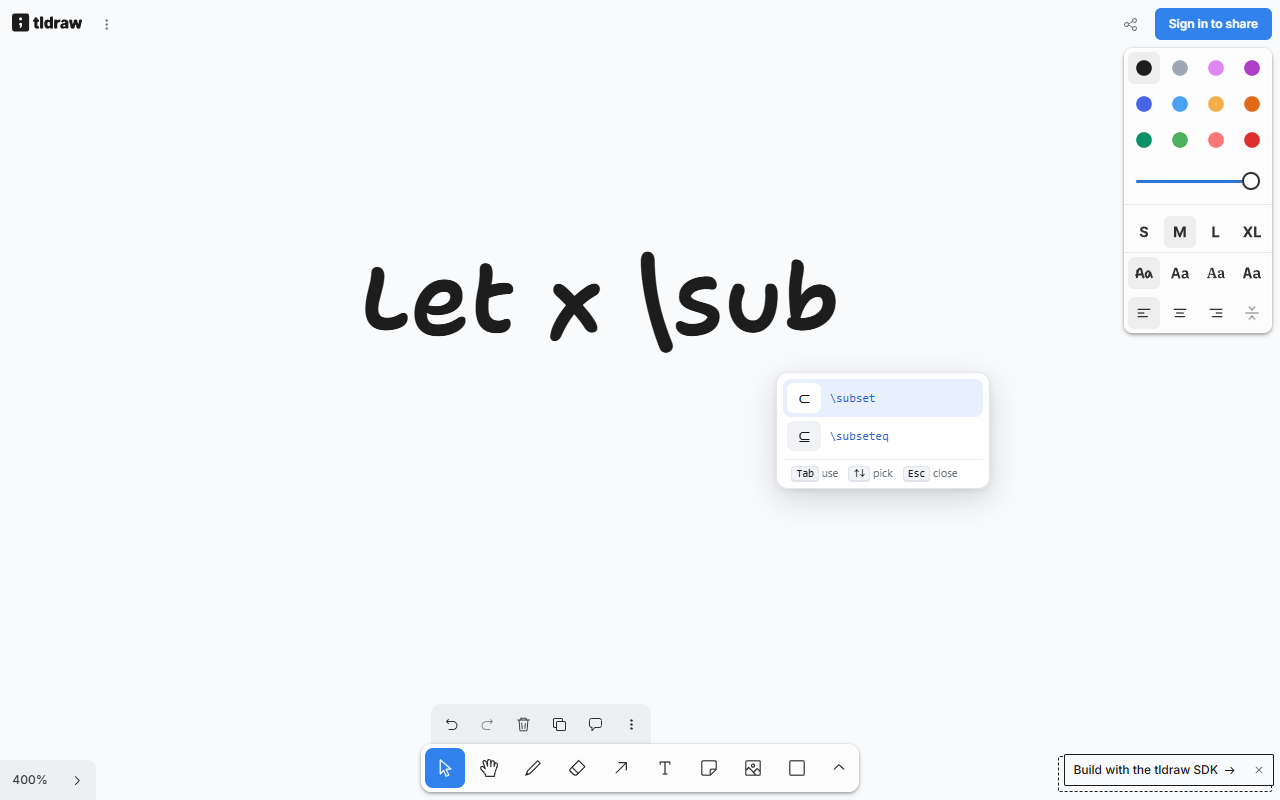 tldraw
Sign in to share
S M L XL
Aa Aa Aa Aa
Let x \sub
⊂ \subset
⊆ \subseteq
Tab use ↑↓ pick Esc close
400%
T
Build with the tldraw SDK → ×